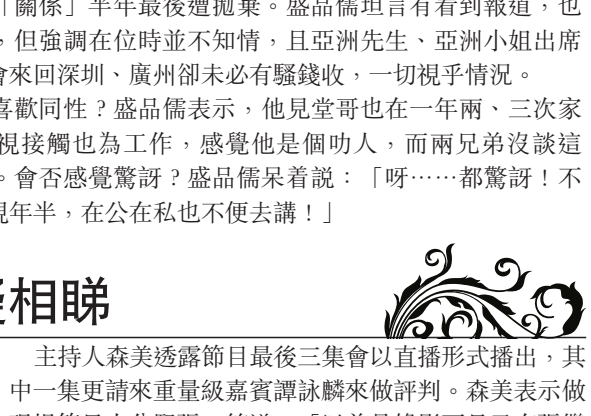 「關係」半年最後遭拋棄。盛品儒坦言有看到報道，也
，但強調在位時並不知情，且亞洲先生、亞洲小姐出席
會來回深圳、廣州卻未必有騷錢收，一切視乎情況。
喜歡同性？盛品儒表示，他見堂哥也在一年兩、三次家
視接觸也為工作，感覺他是個叻人，而兩兄弟沒談這
。會否感覺驚訝？盛品儒呆着説：「呀……都驚訝！不
視年半，在公在私也不便去講！」
相睇
主持人森美透露節目最後三集會以直播形式播出，其
中一集更請來重量級嘉賓譚詠麟來做評判。森美表示做